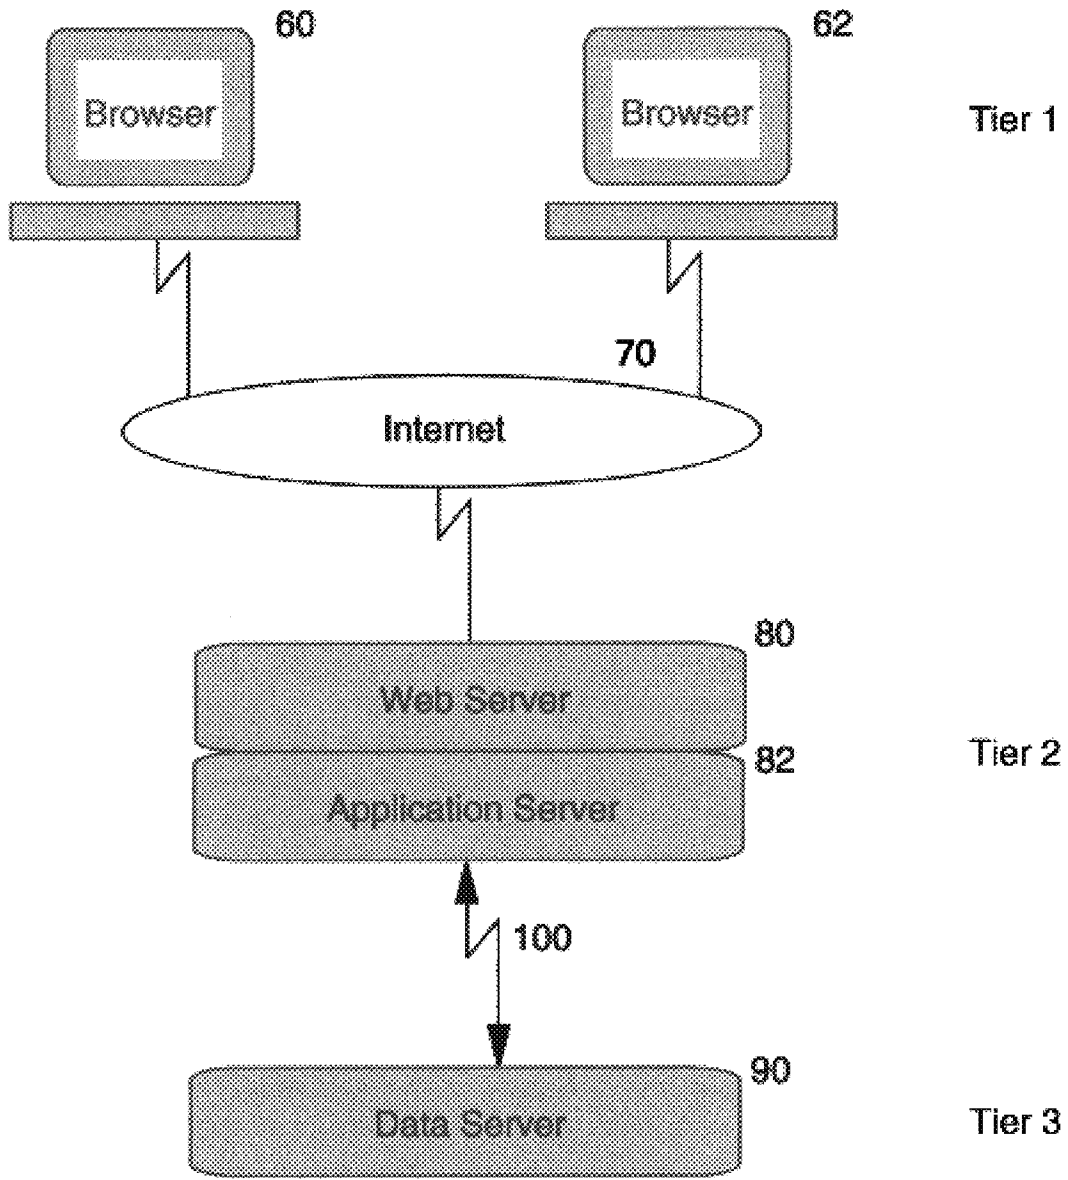 60
62
Browser
Browser
Tier 1
70
Internet
80
Web Server
Tier 2
82
Application Server
100
90
Data Server
Tier 3